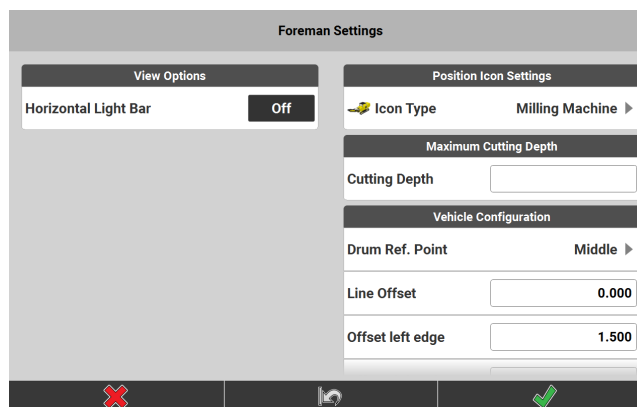 Foreman Settings
View Options
Horizontal Light Bar Off
Position Icon Settings
Icon Type Milling Machine
Maximum Cutting Depth
Cutting Depth
Vehicle Configuration
Drum Ref. Point Middle
Line Offset 0.000
Offset left edge 1.500